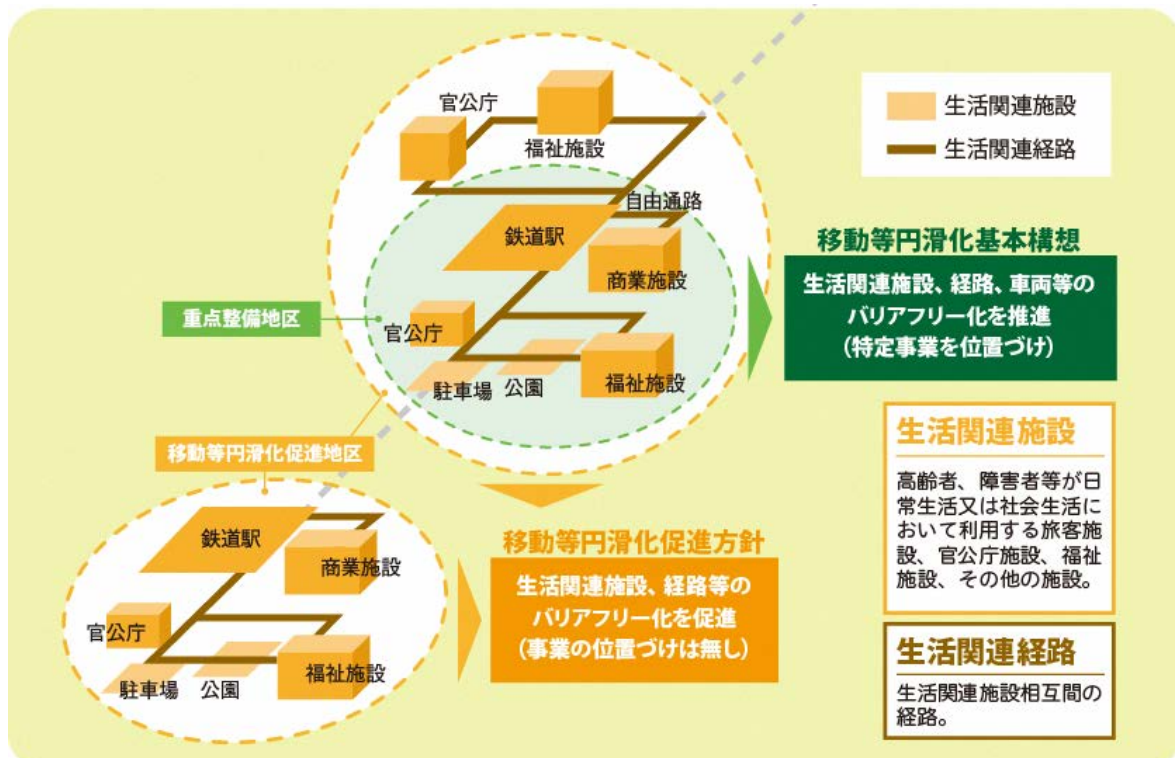 官公庁
福祉施設
自由通路
鉄道駅
商業施設
重点整備地区
官公庁
駐車場
公園
福祉施設
移動等円滑化促進地区
鉄道駅
商業施設
官公庁
駐車場
公園
福祉施設
生活関連施設
生活関連経路
移動等円滑化基本構想
生活関連施設、経路、車両等の
バリアフリー化を推進
（特定事業を位置づけ）
移動等円滑化促進方針
生活関連施設、経路等の
バリアフリー化を促進
（事業の位置づけは無し）
生活関連施設
高齢者、障害者等が日
常生活又は社会生活に
おいて利用する旅客施
設、官公庁施設、福祉
施設、その他の施設。
生活関連経路
生活関連施設相互間の
経路。